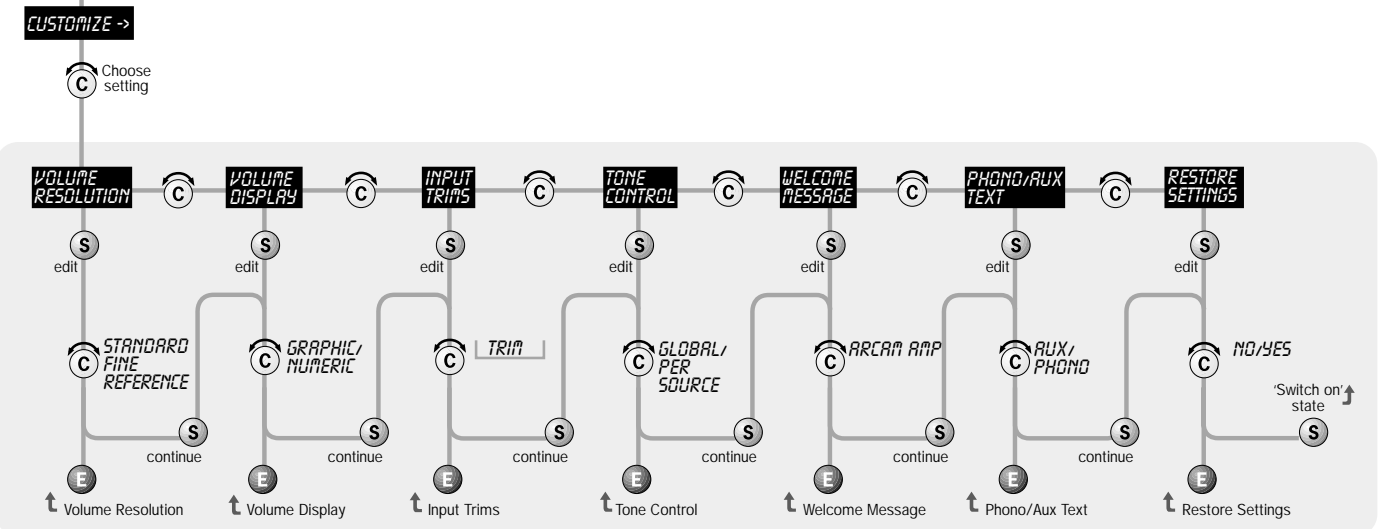 CUSTOMIZE ->
C
Choose
setting
VOLUME
RESOLUTION
C
VOLUME
DISPLAY
C
INPUT
TRIMS
C
TONE
CONTROL
C
WELCOME
MESSAGE
C
PHONO/AUX
TEXT
C
RESTORE
SETTINGS
S
edit
S
edit
S
edit
S
edit
S
edit
S
edit
S
edit
C
STANDARD
FINE
REFERENCE
C
GRAPHIC/
NUMERIC
C
TRIM
C
GLOBAL/
PER
SOURCE
C
ARCAM AMP
C
AUX/
PHONO
C
NO/YES
'Switch on'
state
S
continue
S
continue
S
continue
S
continue
S
continue
S
continue
S
E
Volume Resolution
E
Volume Display
E
Input Trims
E
Tone Control
E
Welcome Message
E
Phono/Aux Text
E
Restore Settings